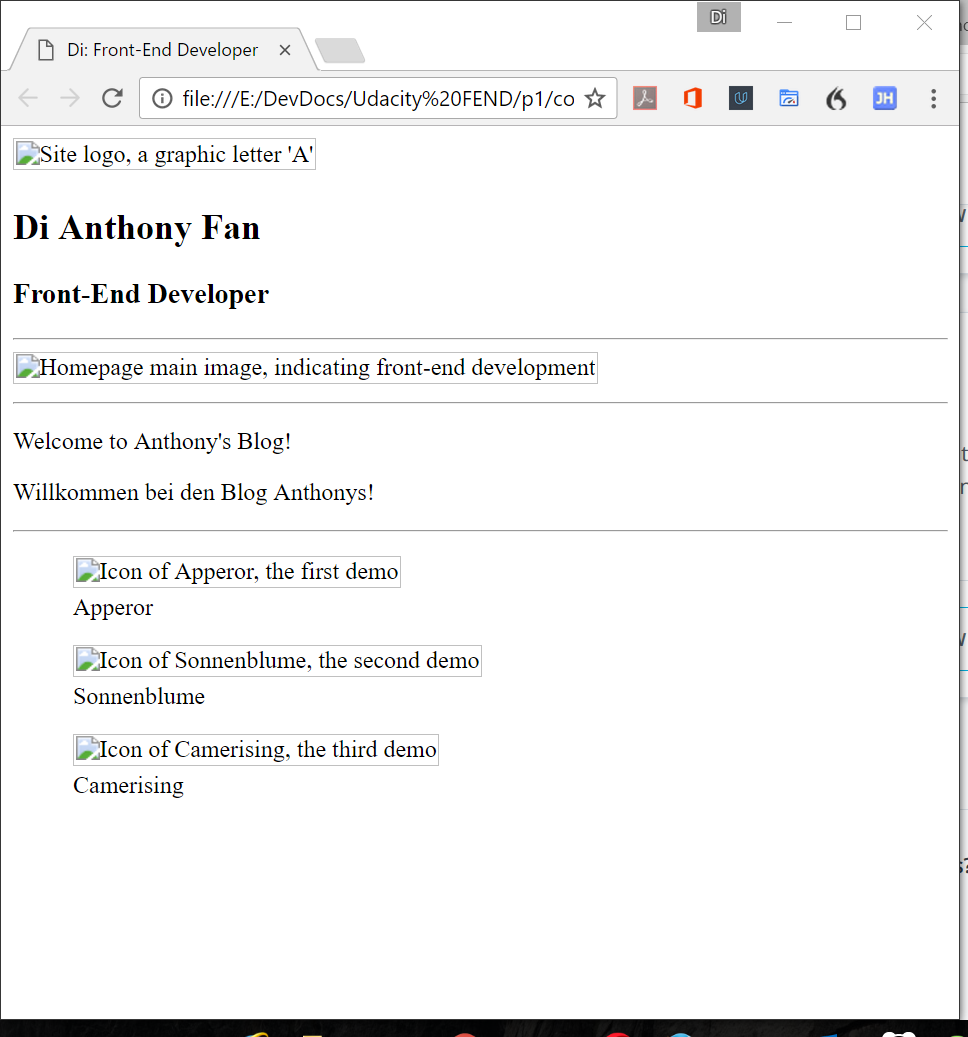 Di
Di: Front-End Developer
file:///E:/DevDocs/Udacity%20FEND/p1/co
JH
Site logo, a graphic letter 'A'
Di Anthony Fan
Front-End Developer
Homepage main image, indicating front-end development
Welcome to Anthony's Blog!
Willkommen bei den Blog Anthonys!
Icon of Apperor, the first demo
Apperor
Icon of Sonnenblume, the second demo
Sonnenblume
Icon of Camerising, the third demo
Camerising